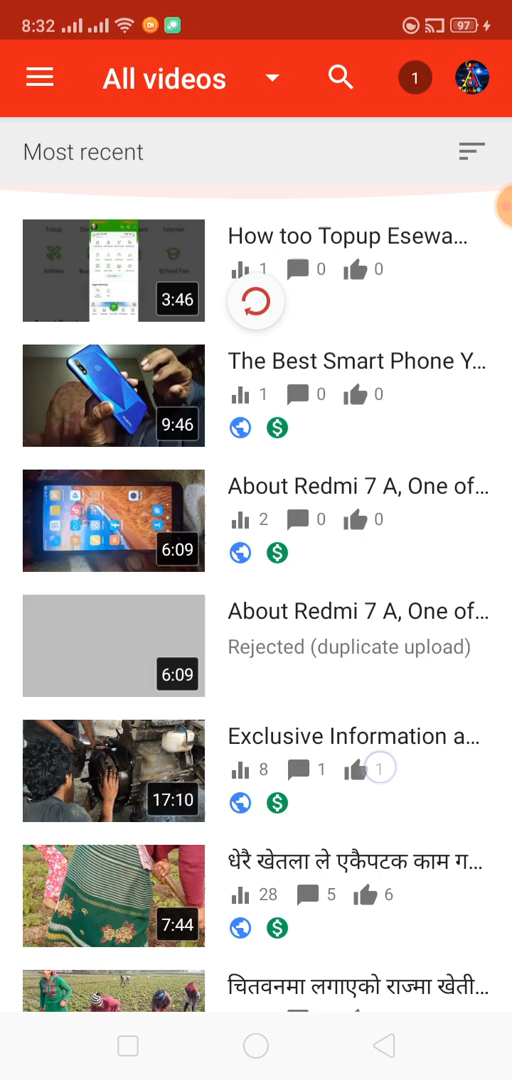 8:32 97
All videos 1
Most recent
How too Topup Esewa...
1 0 0
3:46
The Best Smart Phone Y...
1 0 0
9:46
About Redmi 7 A, One of...
2 0 0
6:09
About Redmi 7 A, One of...
Rejected (duplicate upload)
6:09
Exclusive Information a...
8 1 1
17:10
धेरै खेतला ले एकैपटक काम ग...
28 5 6
7:44
चितवनमा लगाएको राज्मा खेती...